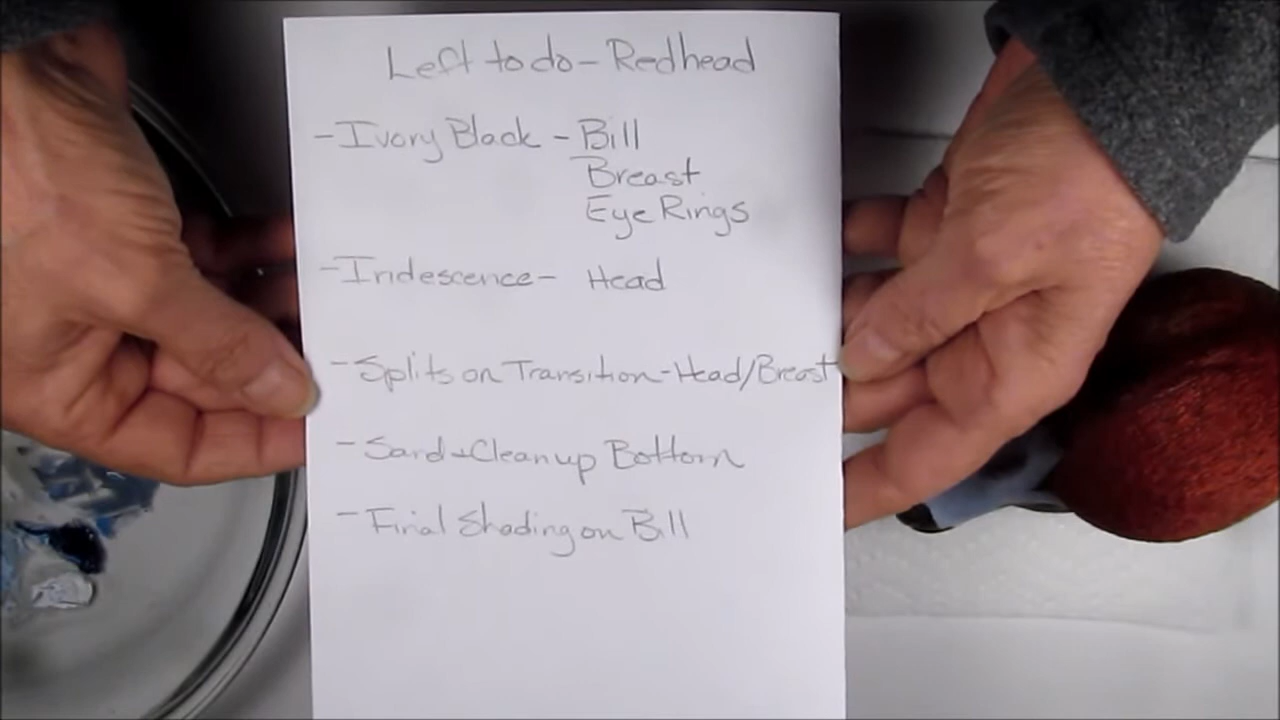 Left to do - Redhead
- Ivory Black - Bill
Breast
Eye Rings
- Iridescence - Head
- Splits on Transition - Head/Breast
- Sand + Cleanup Bottom
- Final Shading on Bill